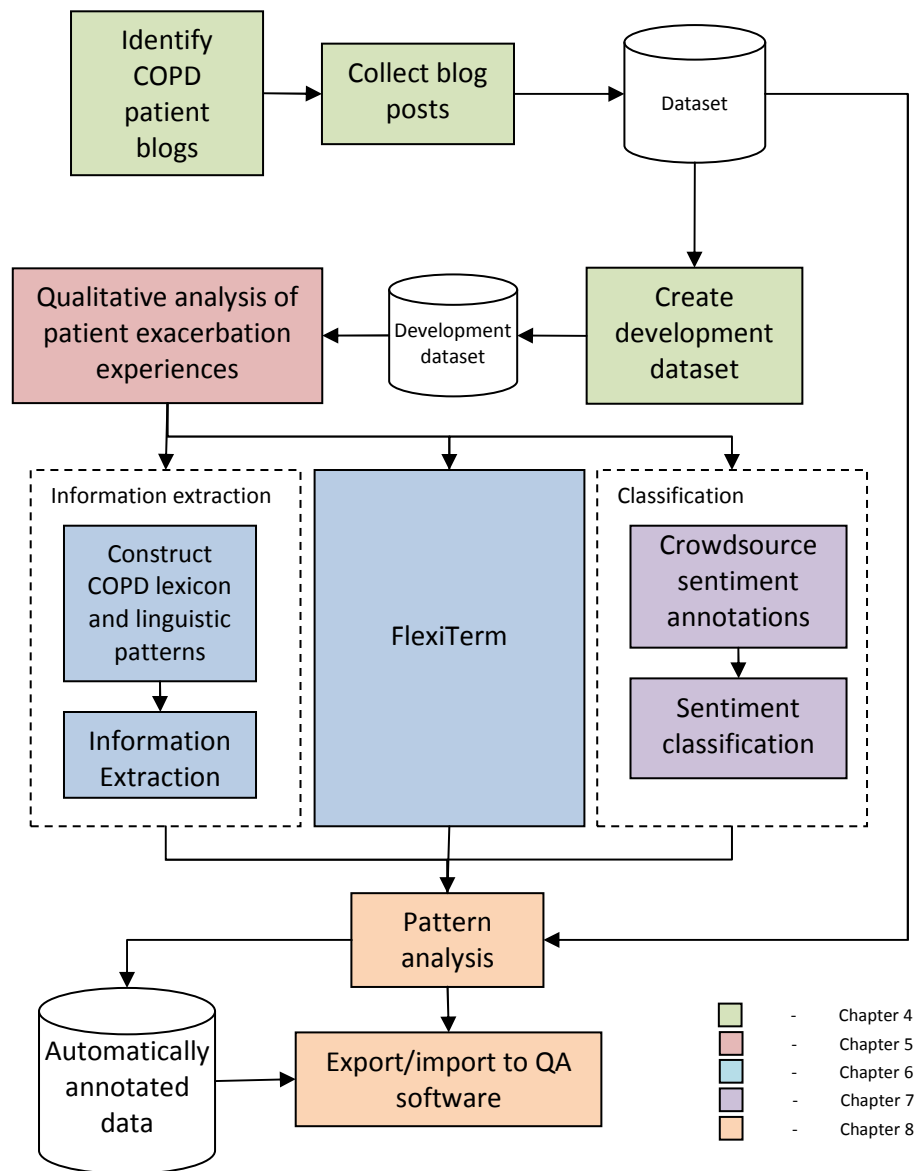 Identify
COPD
patient
blogs
Collect blog
posts
Dataset
Qualitative analysis of
patient exacerbation
experiences
Development
dataset
Create
development
dataset
Information extraction
Construct
COPD lexicon
and linguistic
patterns
Information
Extraction
FlexiTerm
Classification
Crowdsource
sentiment
annotations
Sentiment
classification
Pattern
analysis
Automatically
annotated
data
Export/import to QA
software
- Chapter 4
- Chapter 5
- Chapter 6
- Chapter 7
- Chapter 8